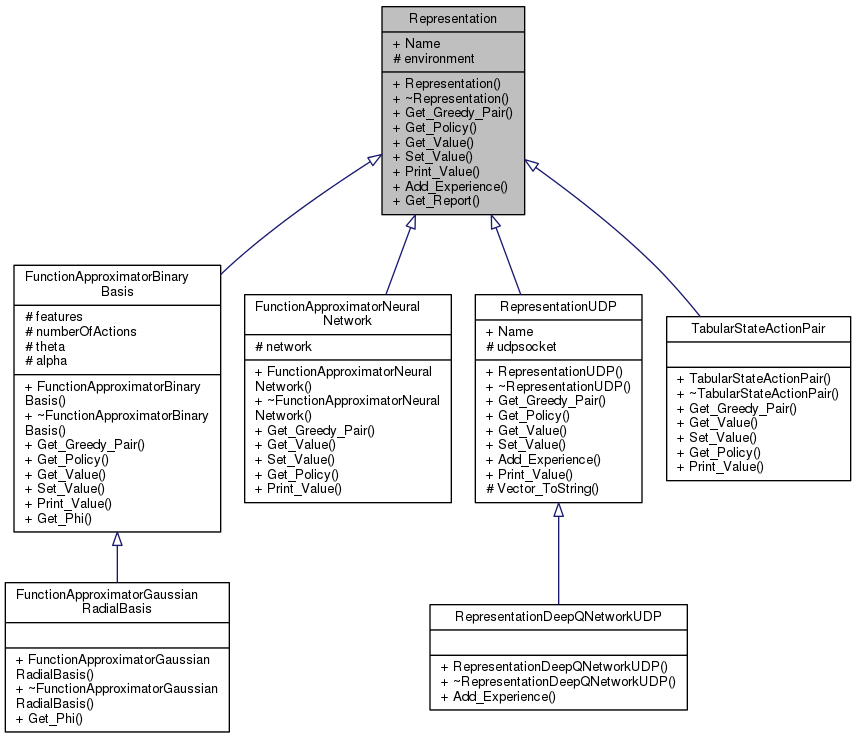 Representation
+ Name
# environment
+ Representation()
+ ~Representation()
+ Get_Greedy_Pair()
+ Get_Policy()
+ Get_Value()
+ Set_Value()
+ Print_Value()
+ Add_Experience()
+ Get_Report()
FunctionApproximatorBinary
Basis
# features
# numberOfActions
# theta
# alpha
+ FunctionApproximatorBinary
Basis()
+ ~FunctionApproximatorBinary
Basis()
+ Get_Greedy_Pair()
+ Get_Policy()
+ Get_Value()
+ Set_Value()
+ Print_Value()
+ Get_Phi()
FunctionApproximatorNeural
Network
# network
+ FunctionApproximatorNeural
Network()
+ ~FunctionApproximatorNeural
Network()
+ Get_Greedy_Pair()
+ Get_Value()
+ Set_Value()
+ Get_Policy()
+ Print_Value()
RepresentationUDP
+ Name
# udpsocket
+ RepresentationUDP()
+ ~RepresentationUDP()
+ Get_Greedy_Pair()
+ Get_Policy()
+ Get_Value()
+ Set_Value()
+ Add_Experience()
+ Print_Value()
# Vector_ToString()
TabularStateActionPair
+ TabularStateActionPair()
+ ~TabularStateActionPair()
+ Get_Greedy_Pair()
+ Get_Value()
+ Set_Value()
+ Get_Policy()
+ Print_Value()
FunctionApproximatorGaussian
RadialBasis
+ FunctionApproximatorGaussian
RadialBasis()
+ ~FunctionApproximatorGaussian
RadialBasis()
+ Get_Phi()
RepresentationDeepQNetworkUDP
+ RepresentationDeepQNetworkUDP()
+ ~RepresentationDeepQNetworkUDP()
+ Add_Experience()